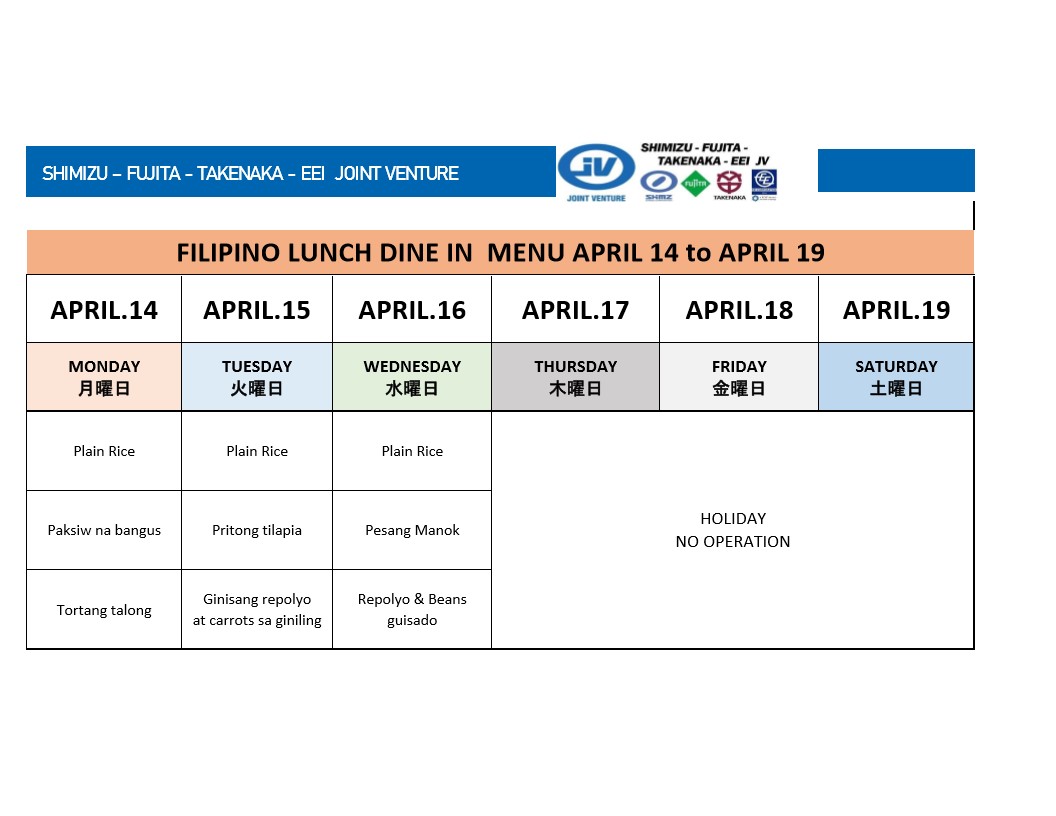 SHIMIZU – FUJITA - TAKENAKA - EEI JOINT VENTURE
JV
JOINT VENTURE
SHIMIZU - FUJITA -
TAKENAKA - EEI JV
SHMZ
FUJITA
TAKENAKA
FILIPINO LUNCH DINE IN MENU APRIL 14 to APRIL 19
APRIL.14 APRIL.15 APRIL.16 APRIL.17 APRIL.18 APRIL.19
MONDAY TUESDAY WEDNESDAY THURSDAY FRIDAY SATURDAY
月曜日 火曜日 水曜日 木曜日 金曜日 土曜日
Plain Rice Plain Rice Plain Rice
Paksiw na bangus Pritong tilapia Pesang Manok
HOLIDAY
NO OPERATION
Tortang talong
Ginisang repolyo
at carrots sa giniling
Repolyo & Beans
guisado